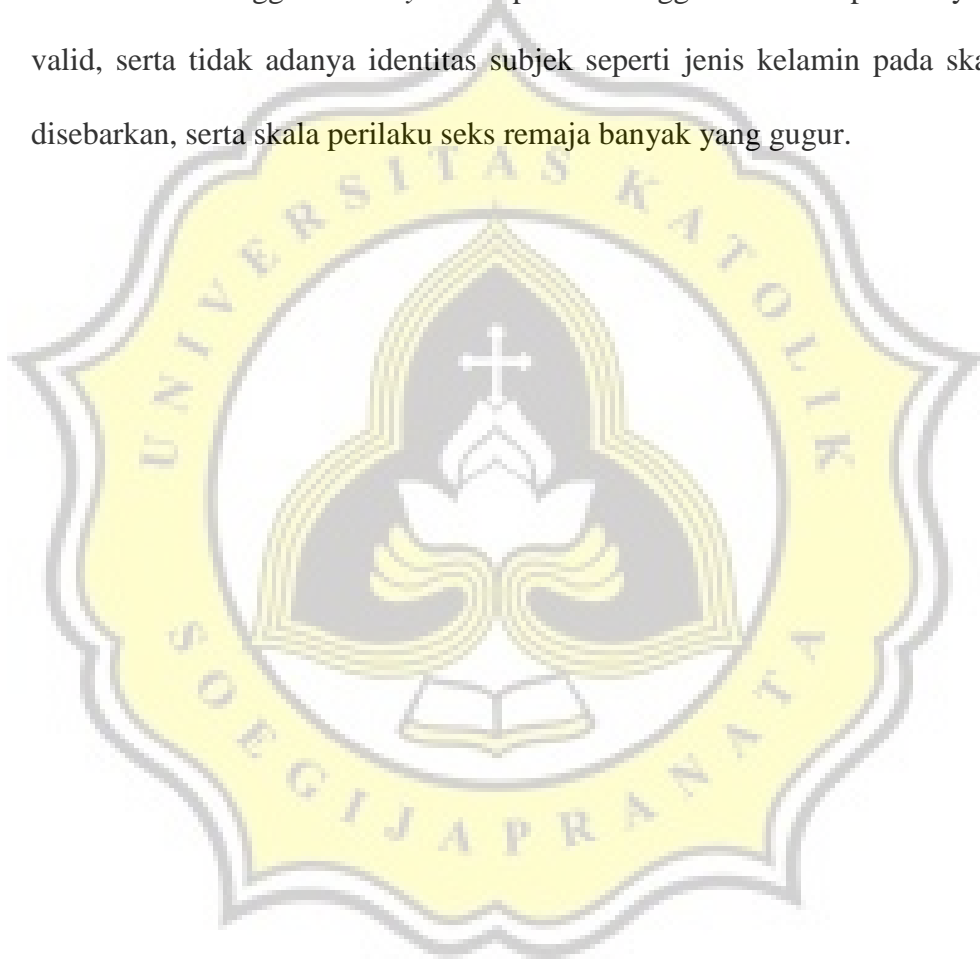 valid, serta tidak adanya identitas subjek seperti jenis kelamin pada
disebarkan, serta skala perilaku seks remaja banyak yang gugur.
UNIVERSITAS KATOLIK
SOEGIJAPRANATA